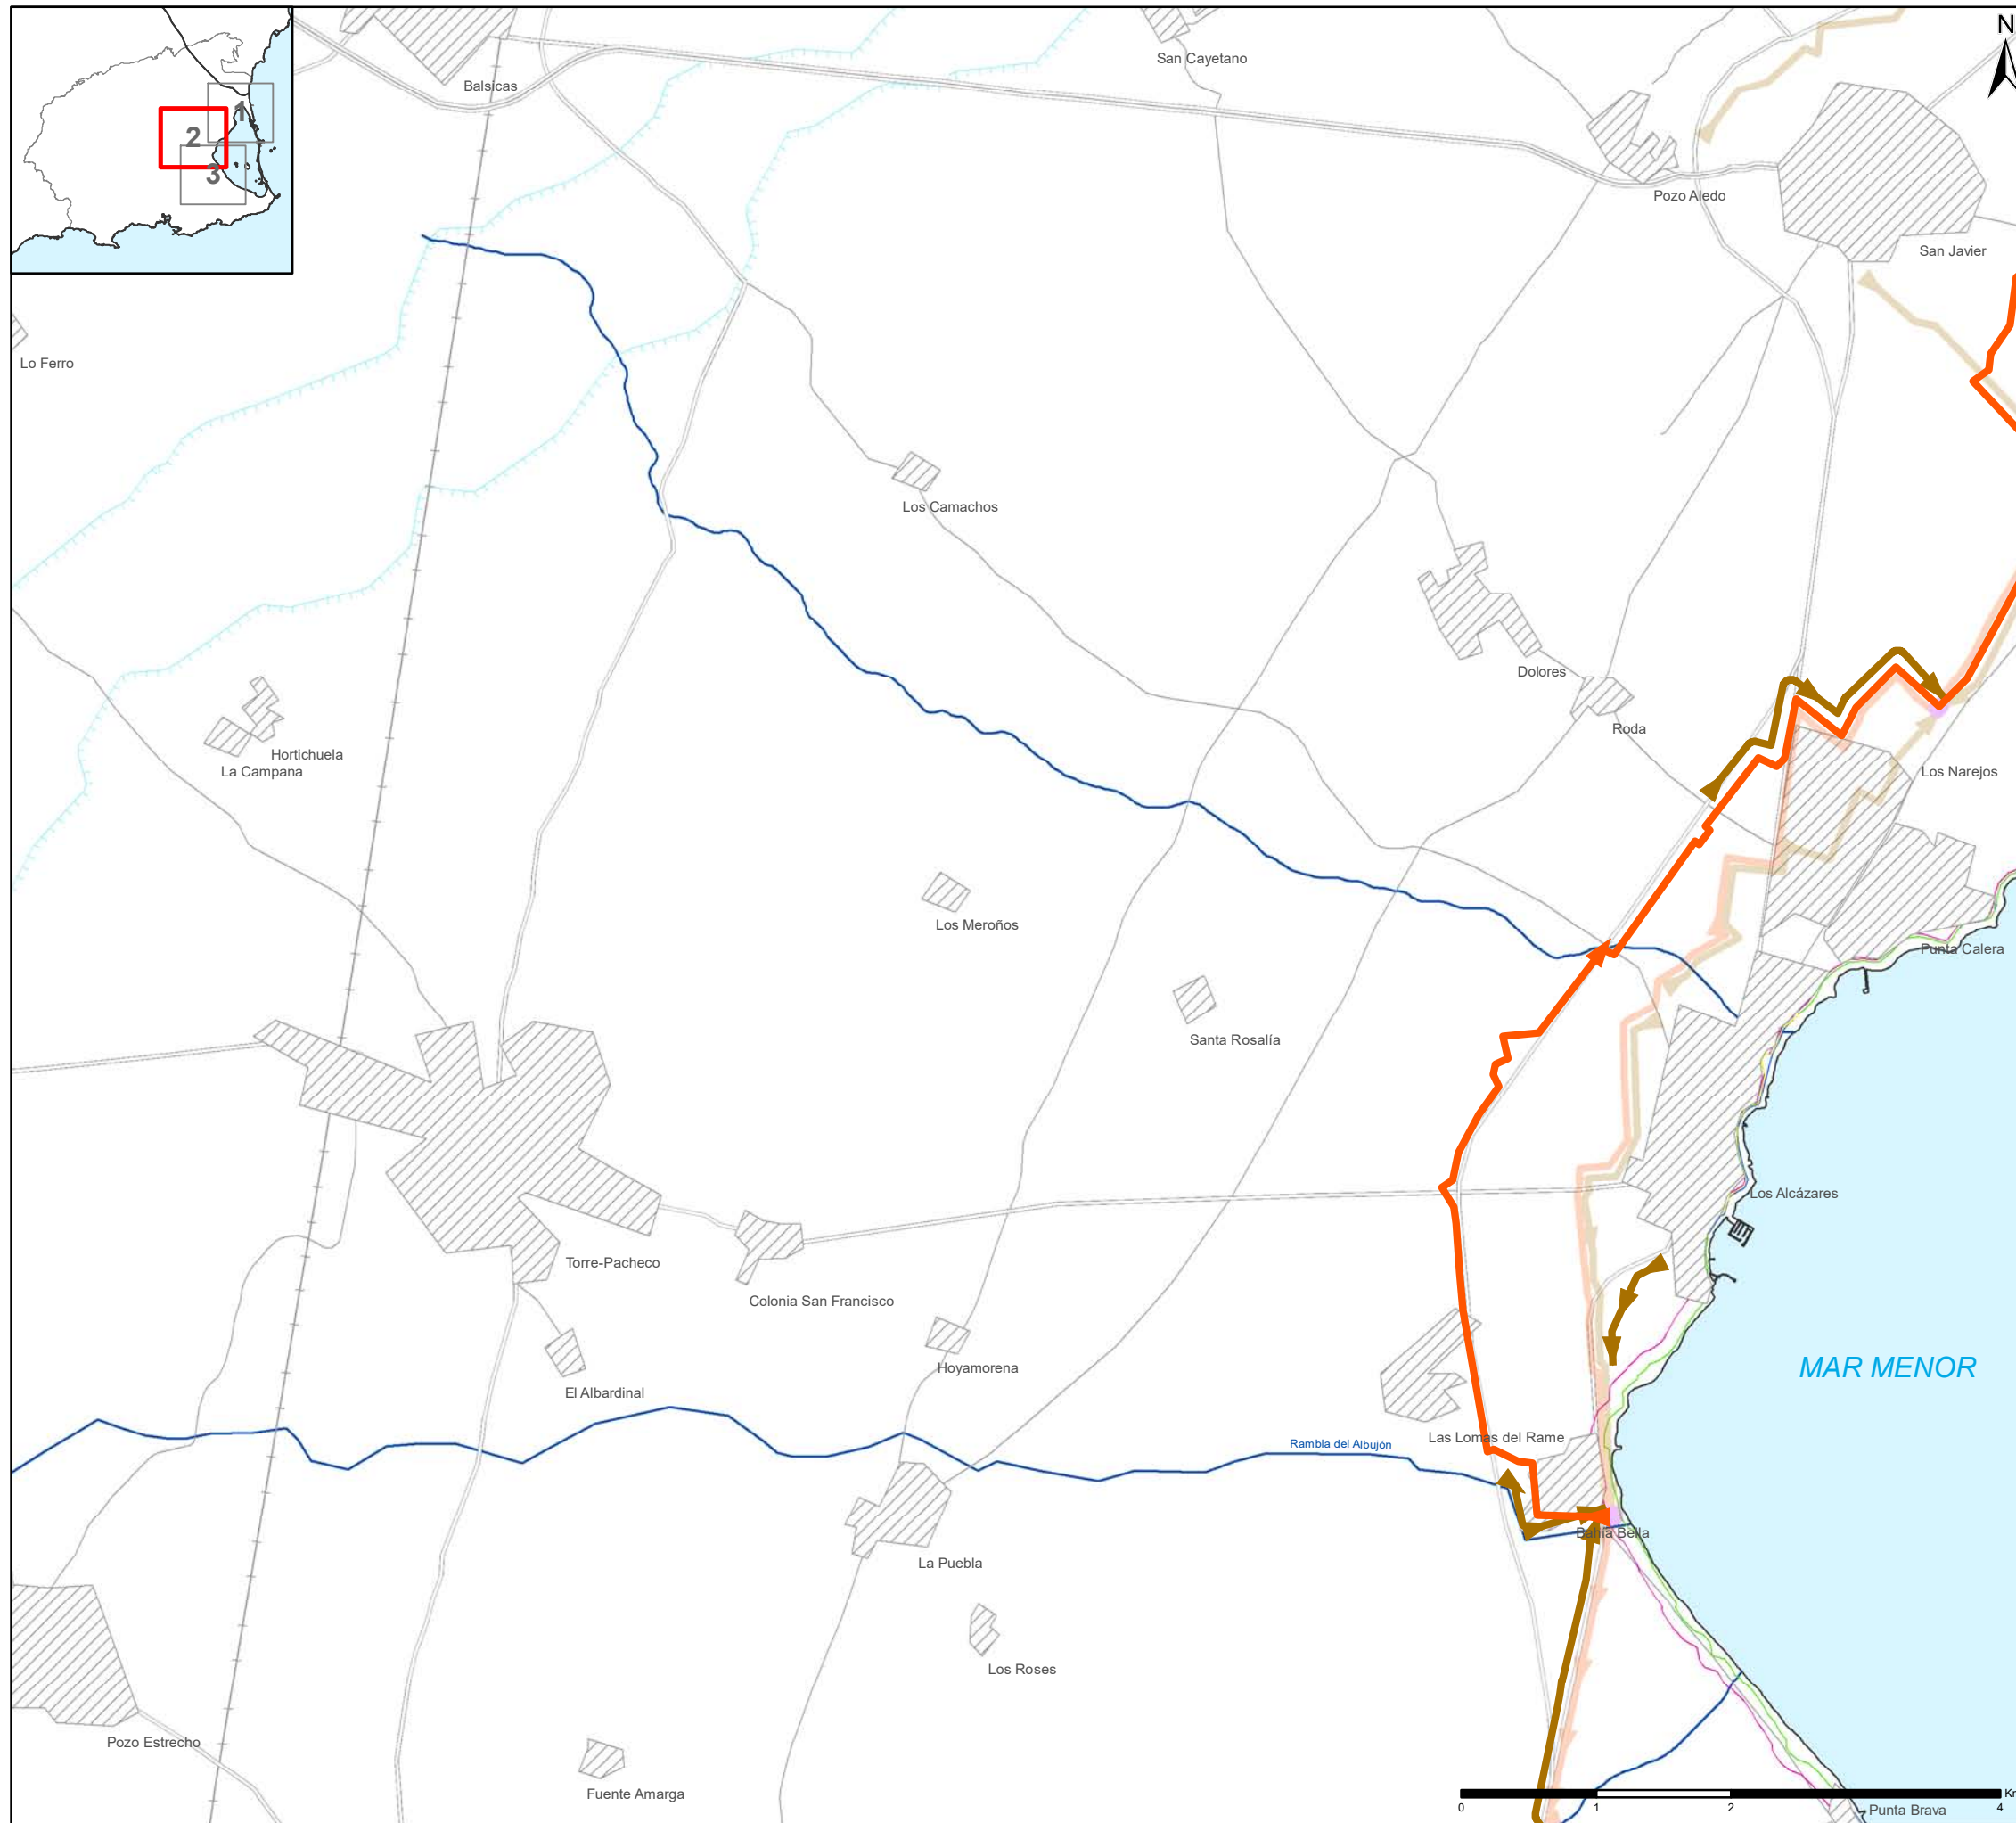 N
San Cayetano
Balsicas
1
2
3
Pozo Aledo
San Javier
Lo Ferro
Los Camachos
Dolores
Roda
Hortichuela
La Campana
Los Narejos
Los Meroños
Punta Calera
Santa Rosalía
Los Alcázares
Torre-Pacheco
Colonia San Francisco
Hoyamorena
MAR MENOR
El Albardinal
Las Lomas del Rame
Rambla del Albujón
Bahía Bella
La Puebla
Los Roses
Pozo Estrecho
Fuente Amarga
Punta Brava
0 1 2 4